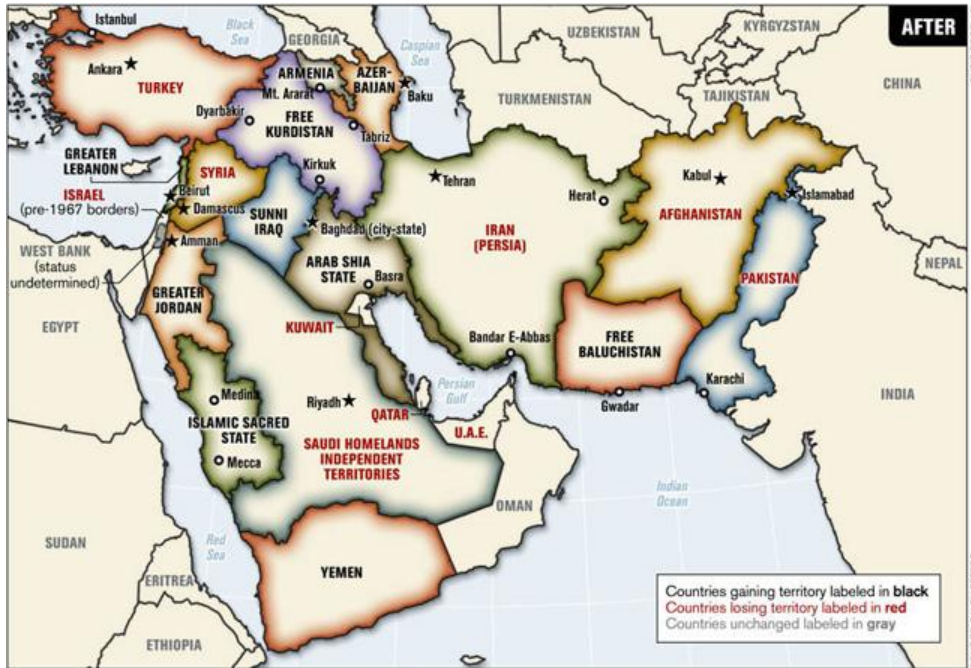 AFTER
Istanbul
Black
Sea
GEORGIA
Caspian
Sea
UZBEKISTAN
KYRGYZSTAN
Ankara
TURKEY
ARMENIA
Mt. Ararat
AZER-
BAIJAN
Baku
TURKMENISTAN
TAJIKISTAN
CHINA
Dyarbakir
FREE
KURDISTAN
Tabriz
GREATER
LEBANON
SYRIA
Kirkuk
Tehran
Herat
Kabul
Islamabad
ISRAEL
(pre-1967 borders)
Beirut
Damascus
SUNNI
IRAQ
Baghdad (city-state)
IRAN
(PERSIA)
AFGHANISTAN
WEST BANK
(status
undetermined)
Amman
ARAB SHIA
STATE
Basra
PAKISTAN
NEPAL
GREATER
JORDAN
EGYPT
KUWAIT
Bandar E-Abbas
FREE
BALUCHISTAN
Karachi
Gwadar
INDIA
Medina
ISLAMIC SACRED
STATE
Mecca
Riyadh
Persian
Gulf
QATAR
U.A.E.
SAUDI HOMELANDS
INDEPENDENT
TERRITORIES
OMAN
Indian
Ocean
SUDAN
Red
Sea
YEMEN
ERITREA
ETHIOPIA
Countries gaining territory labeled in black
Countries losing territory labeled in red
Countries unchanged labeled in gray